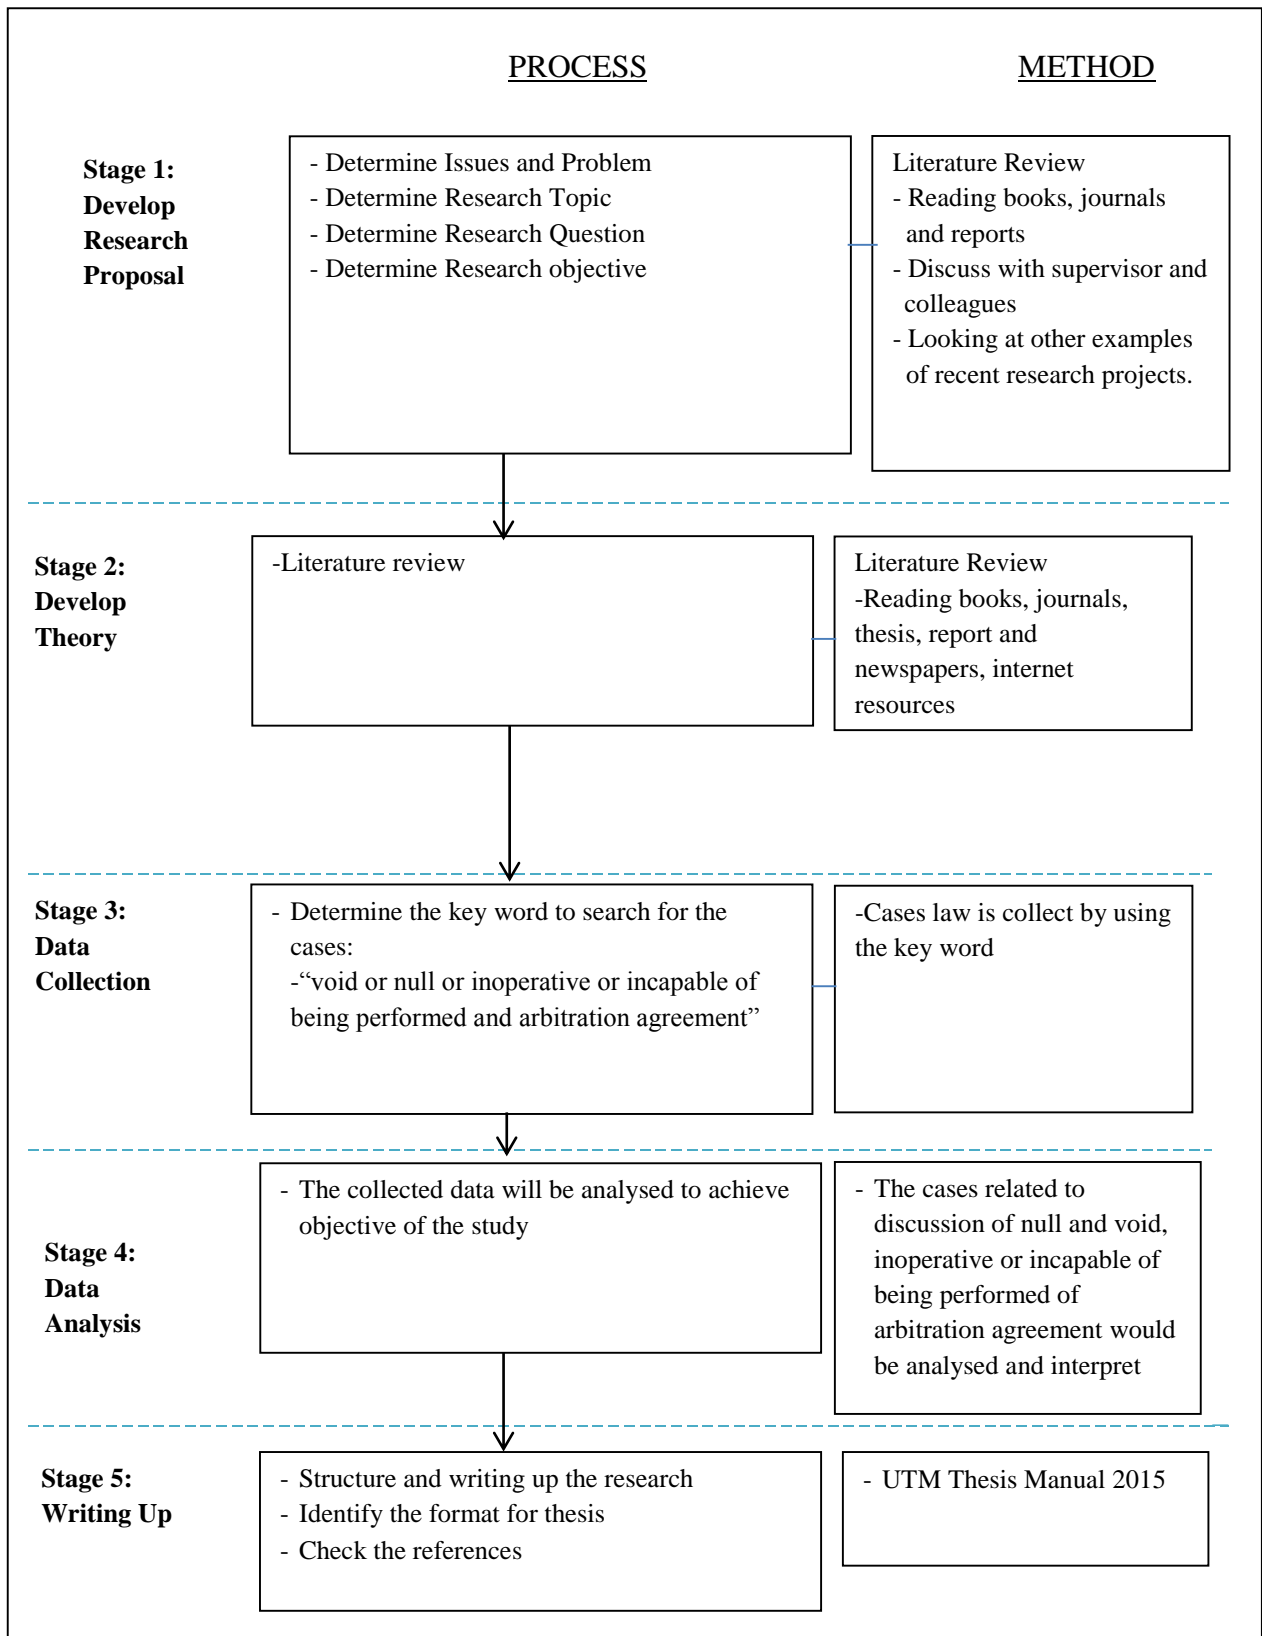 PROCESS
METHOD
Stage 1:
Develop
Research
Proposal
- Determine Issues and Problem
- Determine Research Topic
- Determine Research Question
- Determine Research objective
Literature Review
- Reading books, journals
and reports
- Discuss with supervisor and
colleagues
- Looking at other examples
of recent research projects.
Stage 2:
Develop
Theory
-Literature review
Literature Review
-Reading books, journals,
thesis, report and
newspapers, internet
resources
Stage 3:
Data
Collection
- Determine the key word to search for the
cases:
-“void or null or inoperative or incapable of
being performed and arbitration agreement”
-Cases law is collect by using
the key word
Stage 4:
Data
Analysis
- The collected data will be analysed to achieve
objective of the study
- The cases related to
discussion of null and void,
inoperative or incapable of
being performed of
arbitration agreement would
be analysed and interpret
Stage 5:
Writing Up
- Structure and writing up the research
- Identify the format for thesis
- Check the references
- UTM Thesis Manual 2015